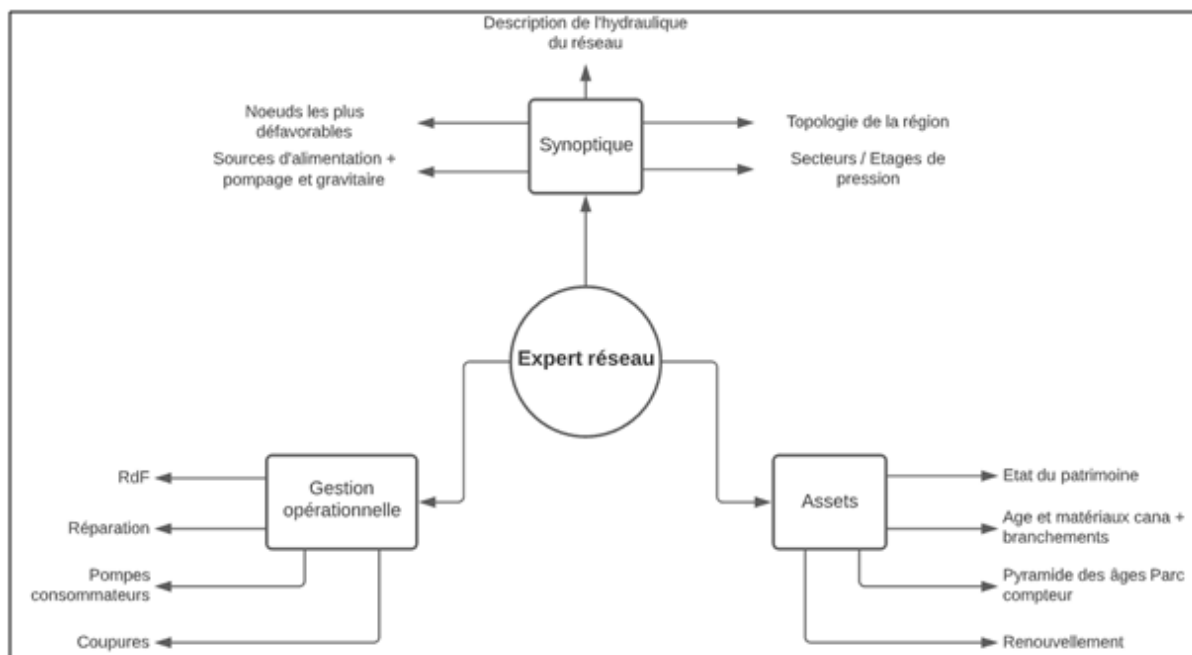 Description de l'hydraulique
du réseau
Noeuds les plus
défavorables
Sources d'alimentation +
pompage et gravitaire
Synoptique
Topologie de la région
Secteurs / Etages de
pression
Expert réseau
RdF
Réparation
Pompes
consommateurs
Coupures
Gestion
opérationnelle
Assets
Etat du patrimoine
Age et matériaux cana +
branchements
Pyramide des âges Parc
compteur
Renouvellement